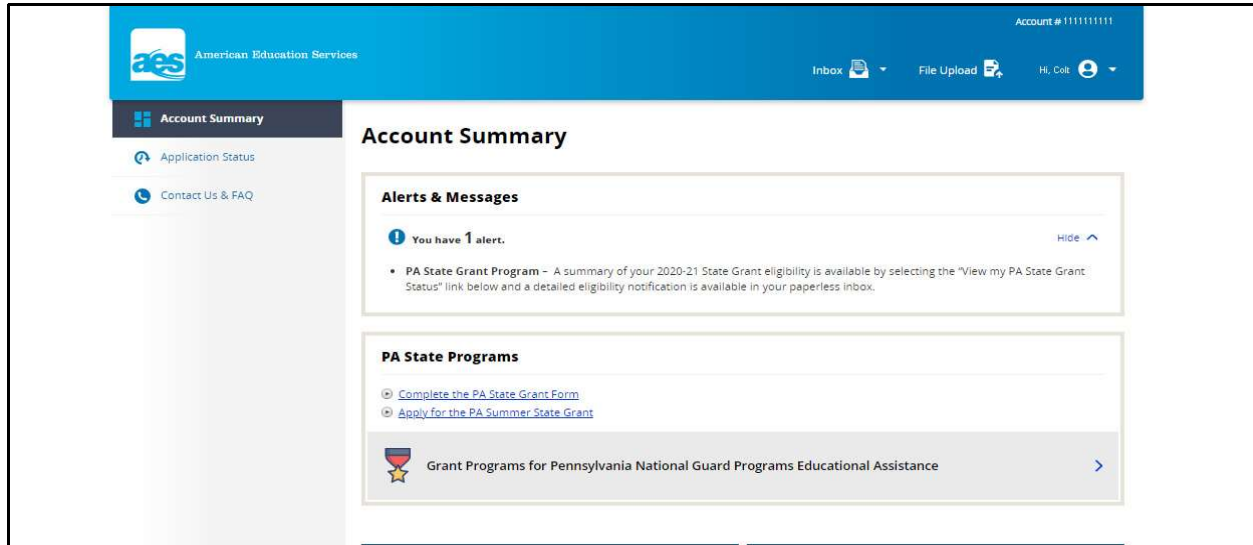 Account # 1111111111
aes American Education Services
Inbox File Upload Hi, Colt
Account Summary
Application Status
Contact Us & FAQ
Account Summary
Alerts & Messages
You have 1 alert.
Hide
• PA State Grant Program – A summary of your 2020-21 State Grant eligibility is available by selecting the "View my PA State Grant
Status" link below and a detailed eligibility notification is available in your paperless inbox.
PA State Programs
Complete the PA State Grant Form
Apply for the PA Summer State Grant
Grant Programs for Pennsylvania National Guard Programs Educational Assistance